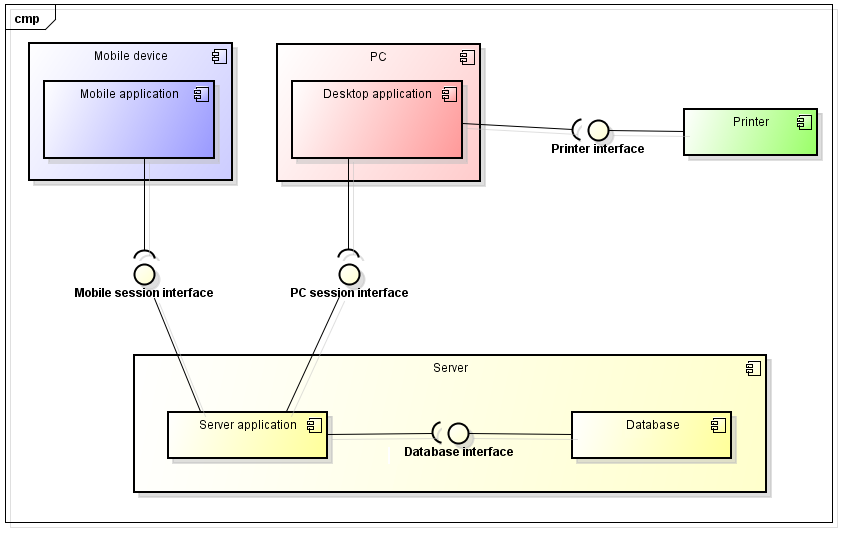 cmp
Mobile device
PC
Mobile application
Desktop application
Printer
Printer interface
Mobile session interface
PC session interface
Server
Server application
Database
Database interface